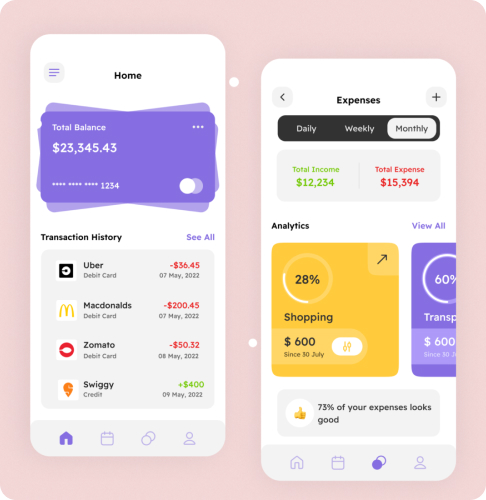 Home
Total Balance
$23,345.43
**** **** **** 1234
Transaction History
See All
Uber
-$36.45
Debit Card
07 May, 2022
Macdonalds
-$200.45
Debit Card
07 May, 2022
Zomato
-$50.32
Debit Card
08 May, 2022
Swiggy
+$400
Credit
09 May, 2022
Expenses
Daily
Weekly
Monthly
Total Income
$12,234
Total Expense
$15,394
Analytics
View All
28%
Shopping
$ 600
Since 30 July
60%
Transp
$ 600
Since 30 July
73% of your expenses looks
good